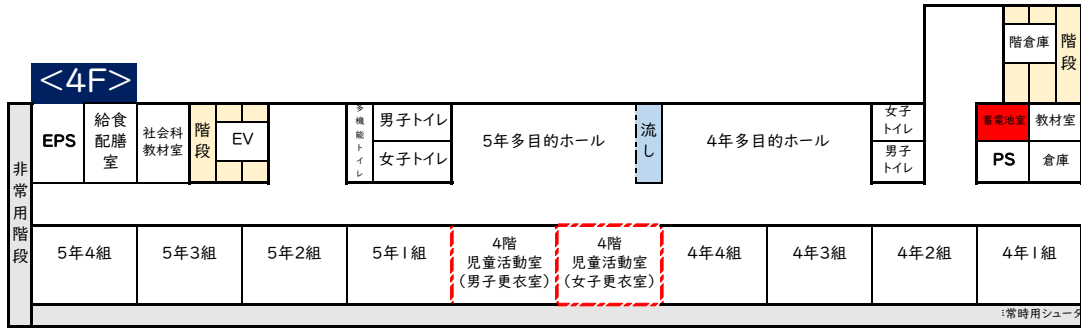 階倉庫
階
段
<4F>
EPS
給食
配膳
室
社会科
教材室
階
段
EV
多機能トイレ
男子トイレ
女子トイレ
5年多目的ホール
流し
4年多目的ホール
女子
トイレ
男子
トイレ
蓄電池室
教材室
PS
倉庫
非常用階段
5年4組
5年3組
5年2組
5年1組
4階
児童活動室
(男子更衣室)
4階
児童活動室
(女子更衣室)
4年4組
4年3組
4年2組
4年1組
常時用シュータ